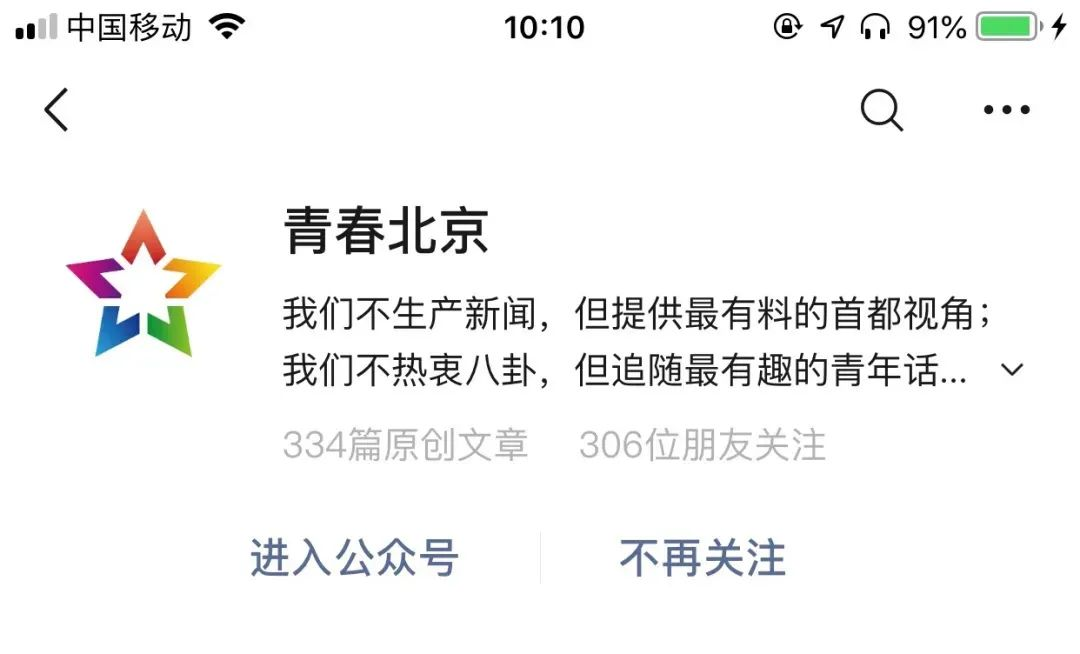 中国移动 10:10 91%
青春北京
我们不生产新闻，但提供最有料的首都视角；
我们不热衷八卦，但追随最有趣的青年话...
334篇原创文章 306位朋友关注
进入公众号 不再关注